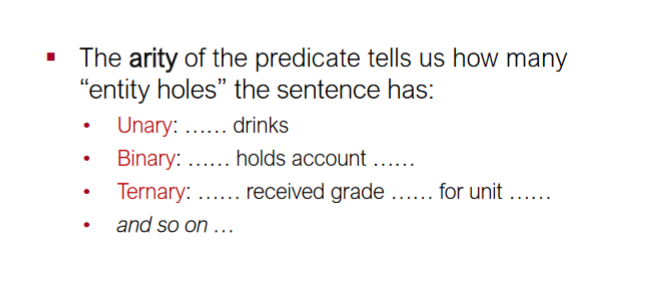 ▪ The arity of the predicate tells us how many
“entity holes” the sentence has:
• Unary: …… drinks
• Binary: …… holds account ……
• Ternary: …… received grade …… for unit ……
• and so on …